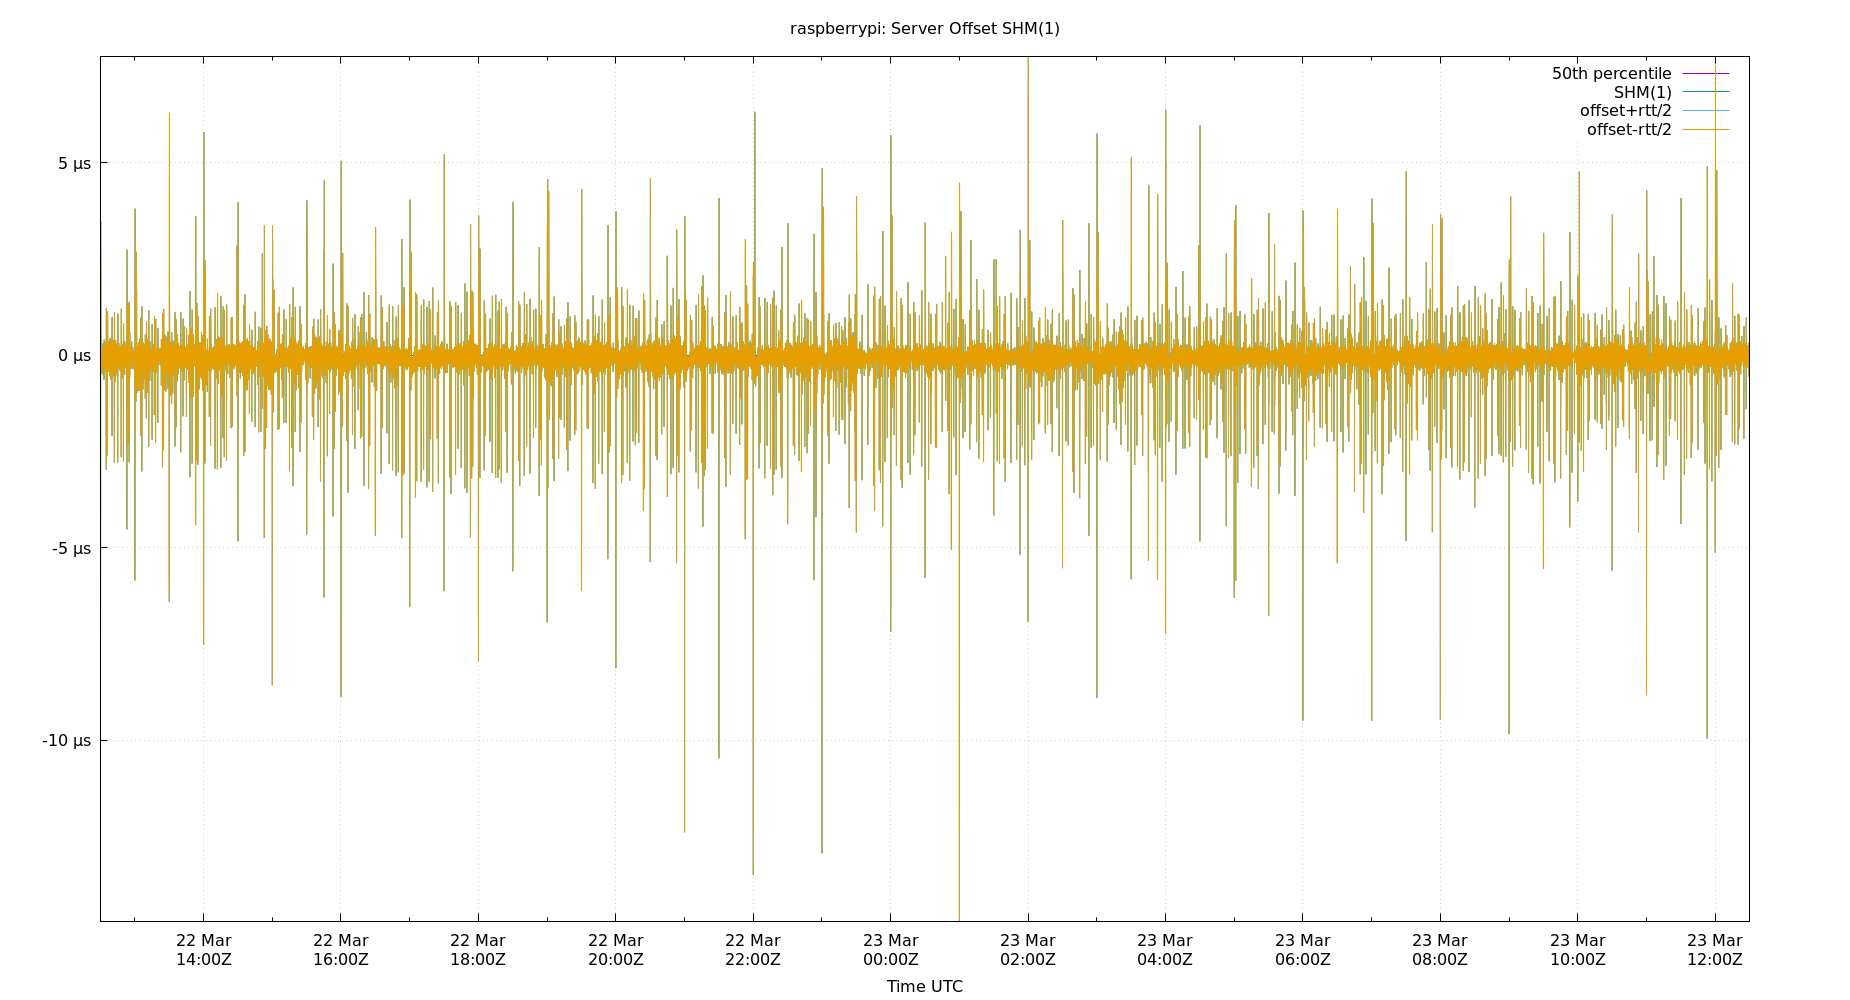 raspberrypi: Server Offset SHM(1)
50th percentile
SHM(1)
offset+rtt/2
offset-rtt/2
5 µs
0 µs
-5 µs
-10 µs
22 Mar 22 Mar 22 Mar 22 Mar 22 Mar 23 Mar 23 Mar 23 Mar 23 Mar 23 Mar 23 Mar 23 Mar
14:00Z 16:00Z 18:00Z 20:00Z 22:00Z 00:00Z 02:00Z 04:00Z 06:00Z 08:00Z 10:00Z 12:00Z
Time UTC